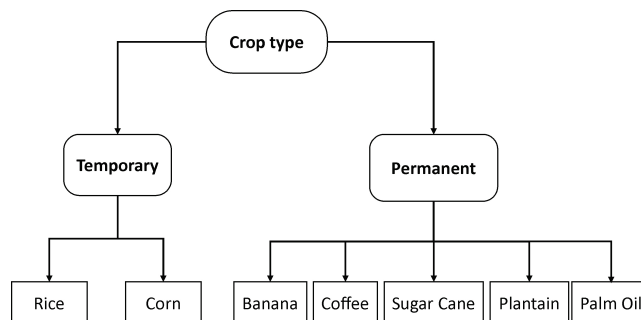 Crop type
Temporary
Permanent
Rice
Corn
Banana
Coffee
Sugar Cane
Plantain
Palm Oil